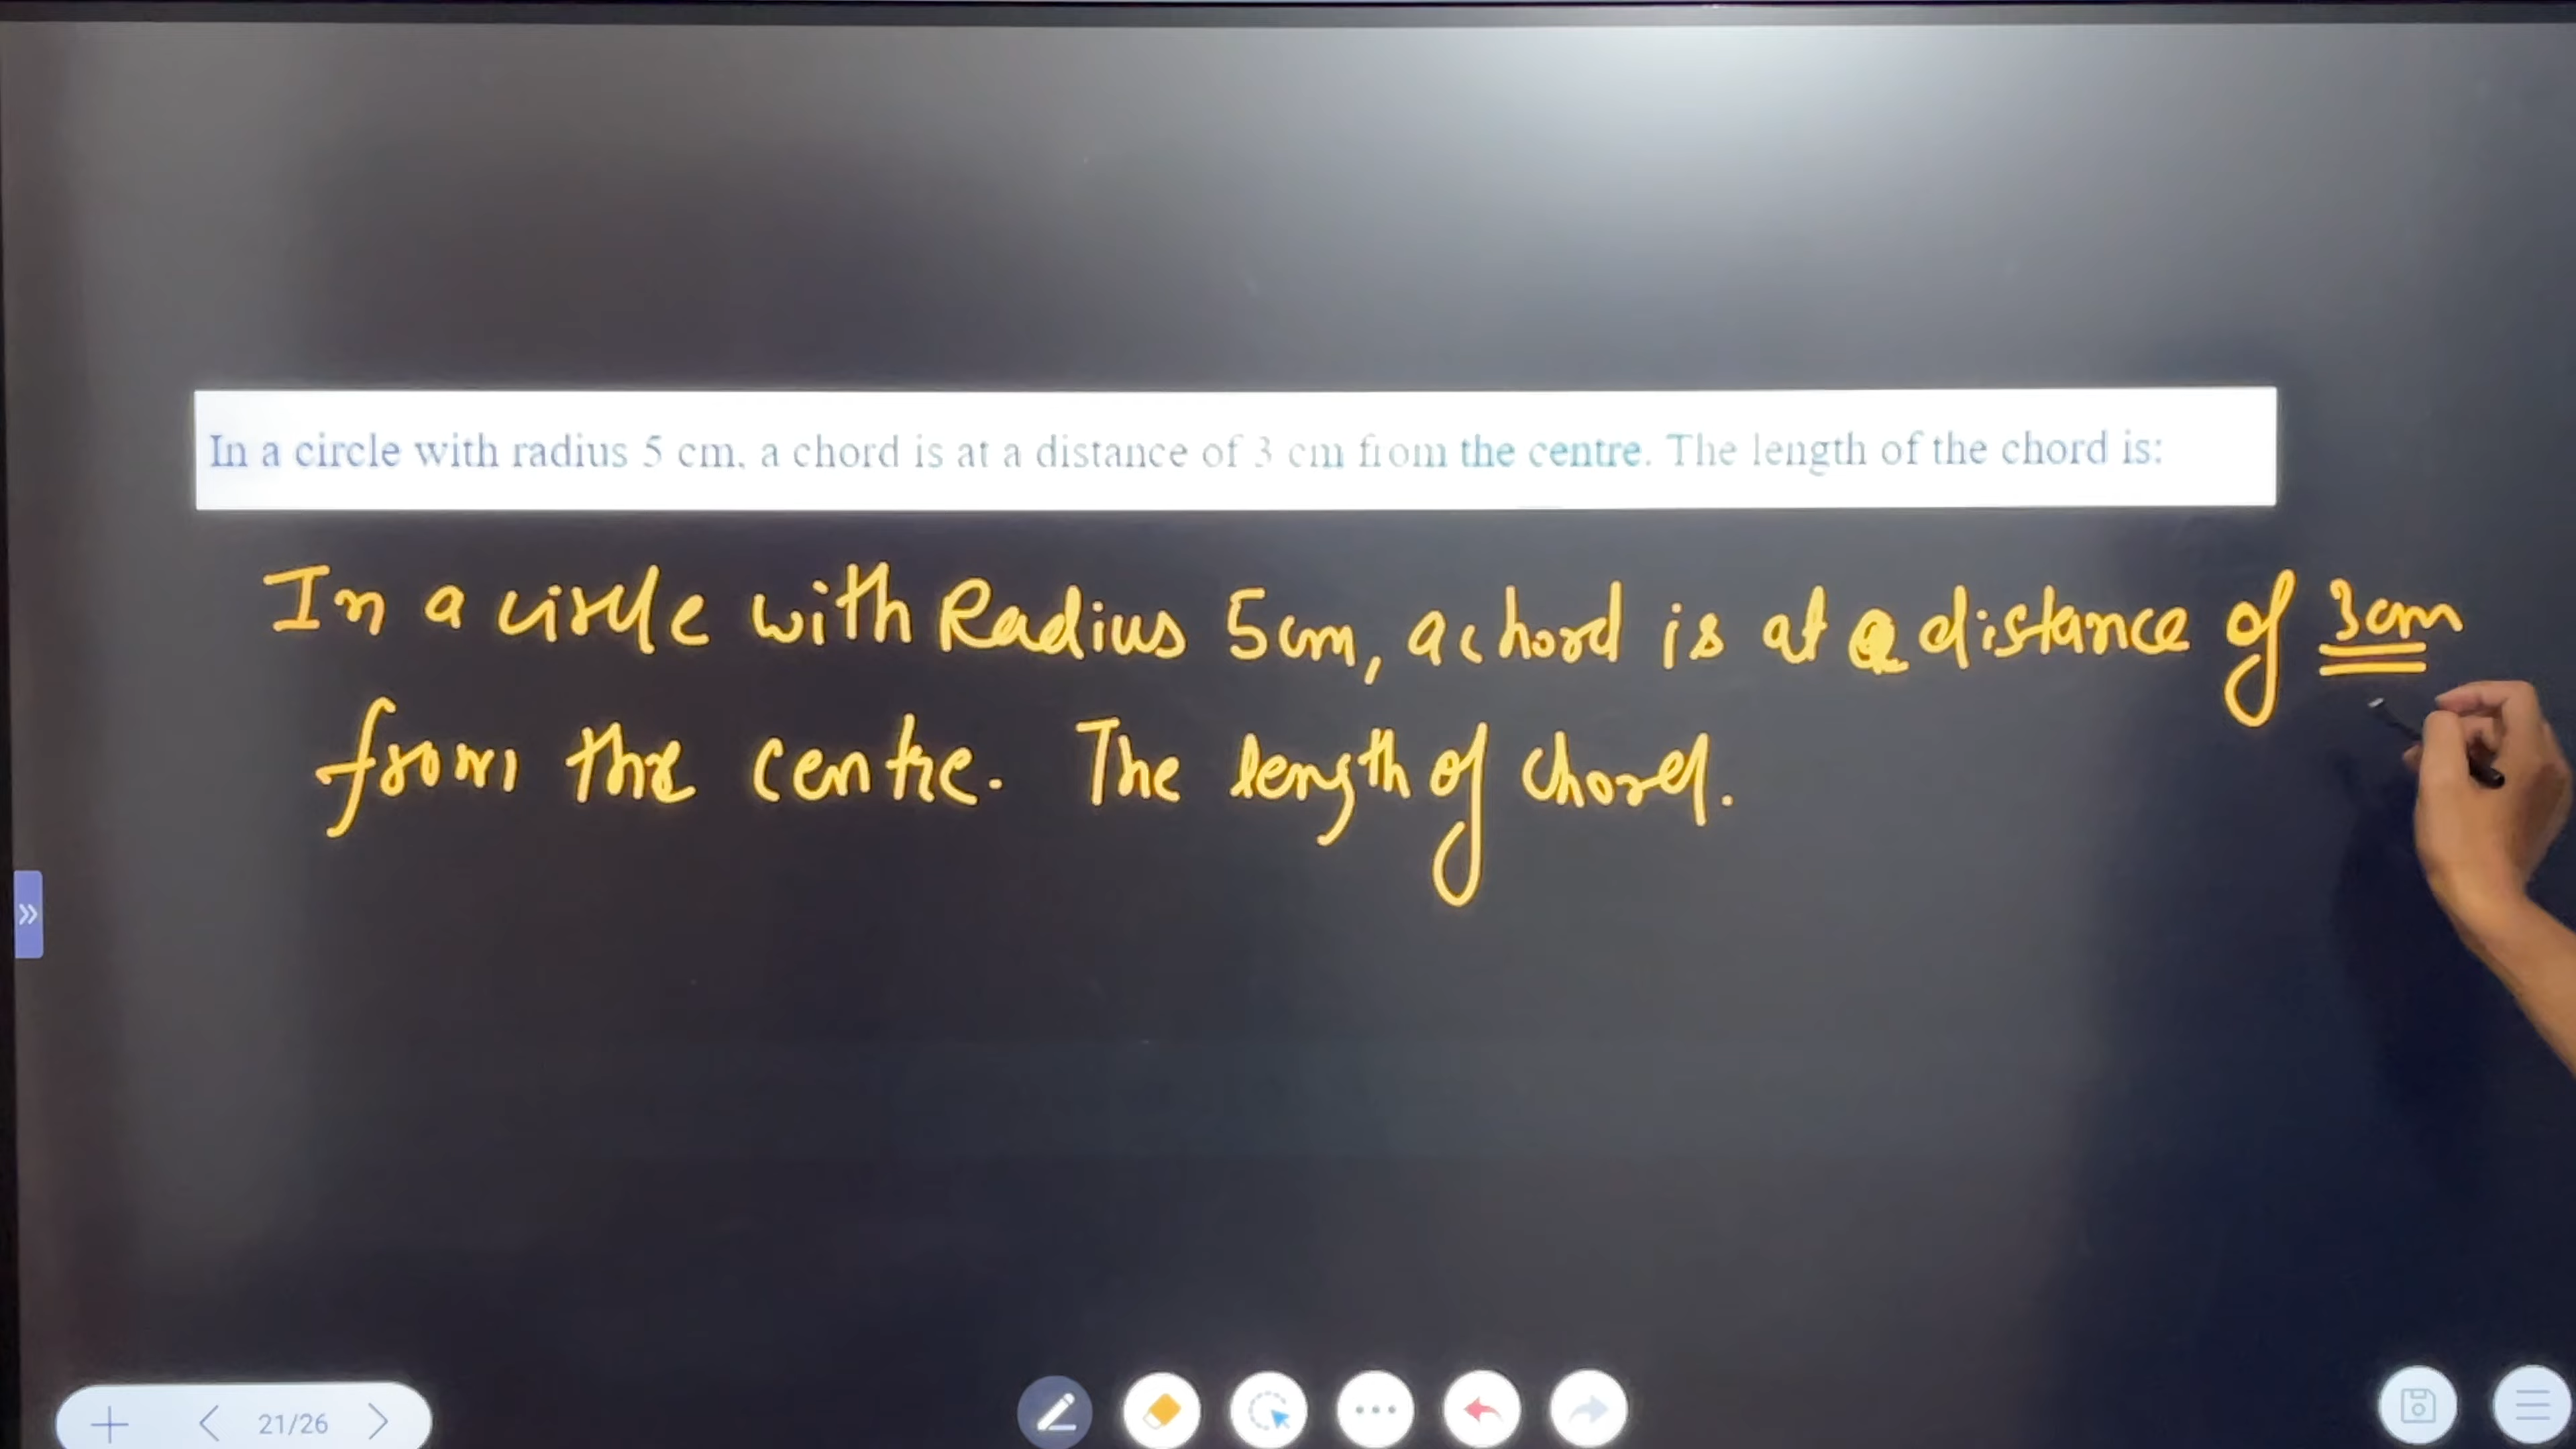 In a circle with radius 5 cm, a chord is at a distance of 3 cm from the centre. The length of the chord is:
In a circle with Radius 5cm, a chord is at a distance of 3cm
from the centre. The length of chord.
21/26